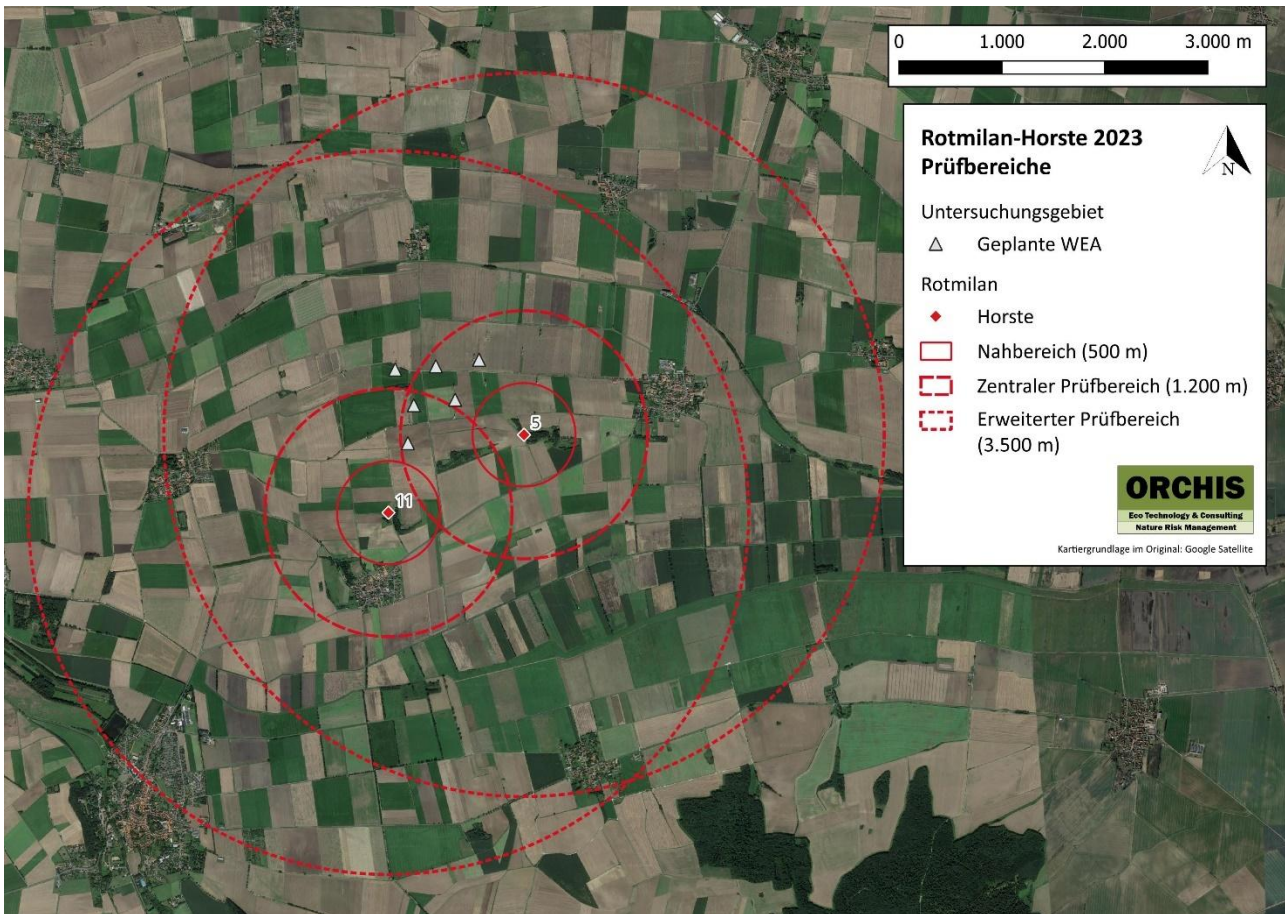 0 1.000 2.000 3.000 m
Rotmilan-Horste 2023
Prüfbereiche
N
Untersuchungsgebiet
Geplante WEA
Rotmilan
Horste
Nahbereich (500 m)
Zentraler Prüfbereich (1.200 m)
Erweiterter Prüfbereich
(3.500 m)
ORCHIS
Eco Technology & Consulting
Nature Risk Management
Kartiergrundlage im Original: Google Satellite
5
11